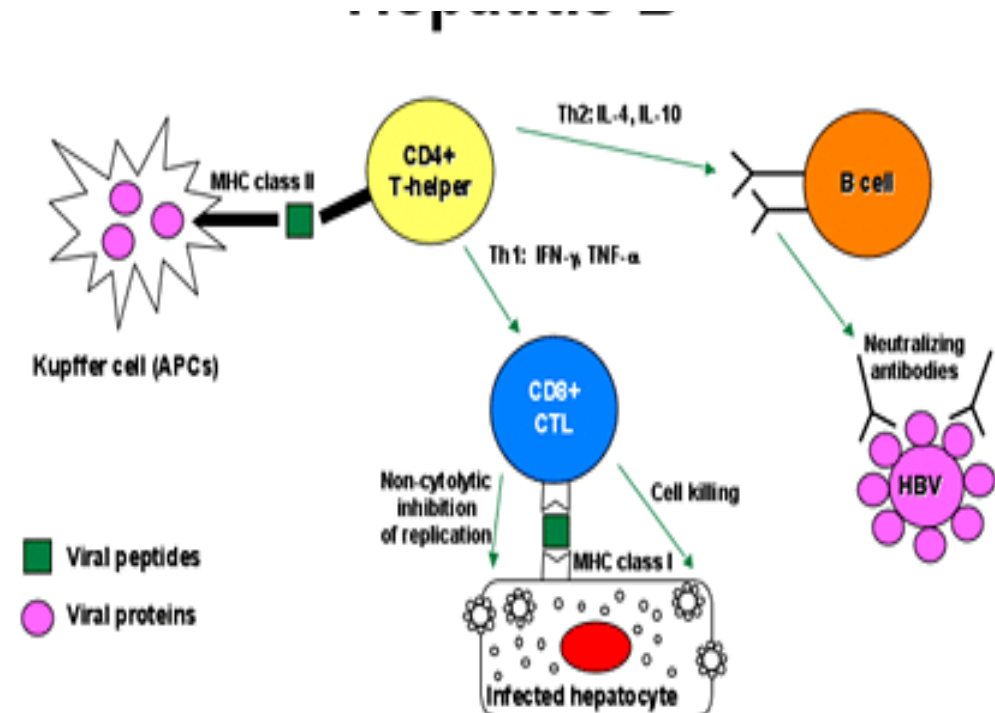 Th2: IL-4, IL-10
CD4+
T-helper
MHC class II
B cell
Th1: IFN-γ, TNF-α
Kupffer cell (APCs)
Neutralizing
antibodies
CD8+
CTL
HBV
Non-cytolytic
inhibition
of replication
Cell killing
MHC class I
Viral peptides
Viral proteins
Infected hepatocyte